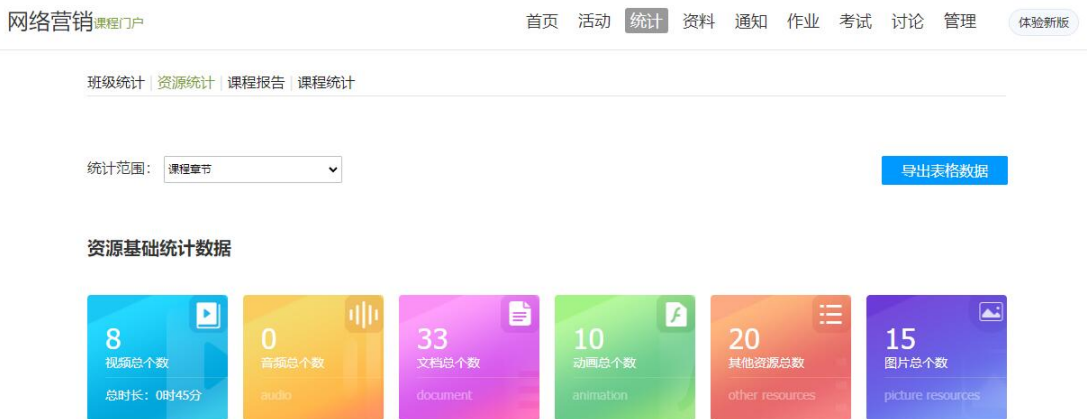 网络营销课程门户 首页 活动 统计 资料 通知 作业 考试 讨论 管理 体验新版
班级统计 | 资源统计 | 课程报告 | 课程统计
统计范围： 课程章节 导出表格数据
资源基础统计数据
8 0 33 10 20 15
视频总个数 音频总个数 文档总个数 动画总个数 其他资源总数 图片总个数
总时长：0时45分 audio document animation other resources picture resources